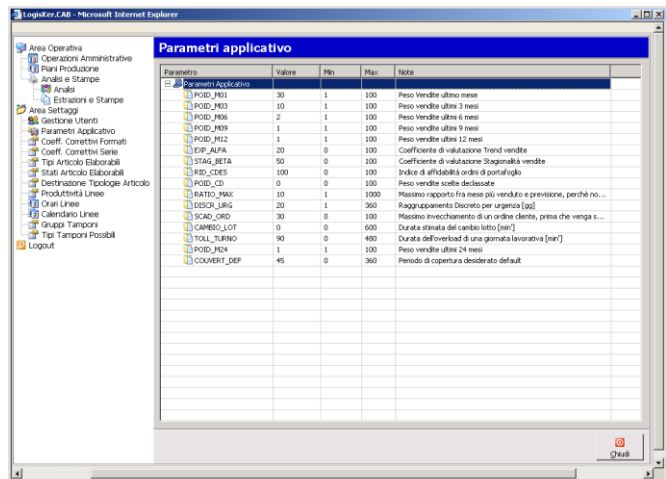 LogisKer.CAB - Microsoft Internet Explorer
Area Operativa
Operazioni Amministrative
Piani Produzione
Analisi e Stampe
Analisi
Estrazioni e Stampe
Area Settaggi
Gestione Utenti
Parametri Applicativo
Coeff. Correttivi Formati
Coeff. Correttivi Serie
Tipi Articolo Elaborabili
Stati Articolo Elaborabili
Destinazione Tipologie Articolo
Produttività Linee
Orari Linee
Calendario Linee
Gruppi Tamponi
Tipi Tamponi Possibili
Logout
Parametri applicativo
Parametro Valore Min Max Note
Parametri Applicativo
POID_M01 30 1 100 Peso Vendite ultimo mese
POID_M03 10 1 100 Peso Vendite ultimi 3 mesi
POID_M06 2 1 100 Peso Vendite ultmi 6 mesi
POID_M09 1 1 100 Peso Vendite ultimi 9 mesi
POID_M12 1 1 100 Peso Vendite ultimi 12 mesi
EXP_ALFA 20 0 100 Coefficiente di valutazione Trend vendite
STAG_BETA 50 0 100 Coefficiente di valutazione Stagionalità vendite
RID_CDES 100 0 100 Indice di affidabilità ordini di portafoglio
POID_CD 0 0 100 Peso vendite scelte declassate
RATIO_MAX 10 1 1000 Massimo rapporto fra mese più venduto e previsione, perchè no...
DISCR_URG 20 1 360 Raggruppamento Discreto per urgenza [gg]
SCAD_ORD 30 0 100 Massimo invecchiamento di un ordine cliente, prima che venga s...
CAMBIO_LOT 0 0 600 Durata stimata del cambio lotto [min']
TOLL_TURNO 90 0 480 Durata dell'overload di una giornata lavorativa [min']
POID_M24 1 1 100 Peso vendite ultimi 24 mesi
COUVERT_DEF 45 0 360 Periodo di copertura desiderato default
Chiudi